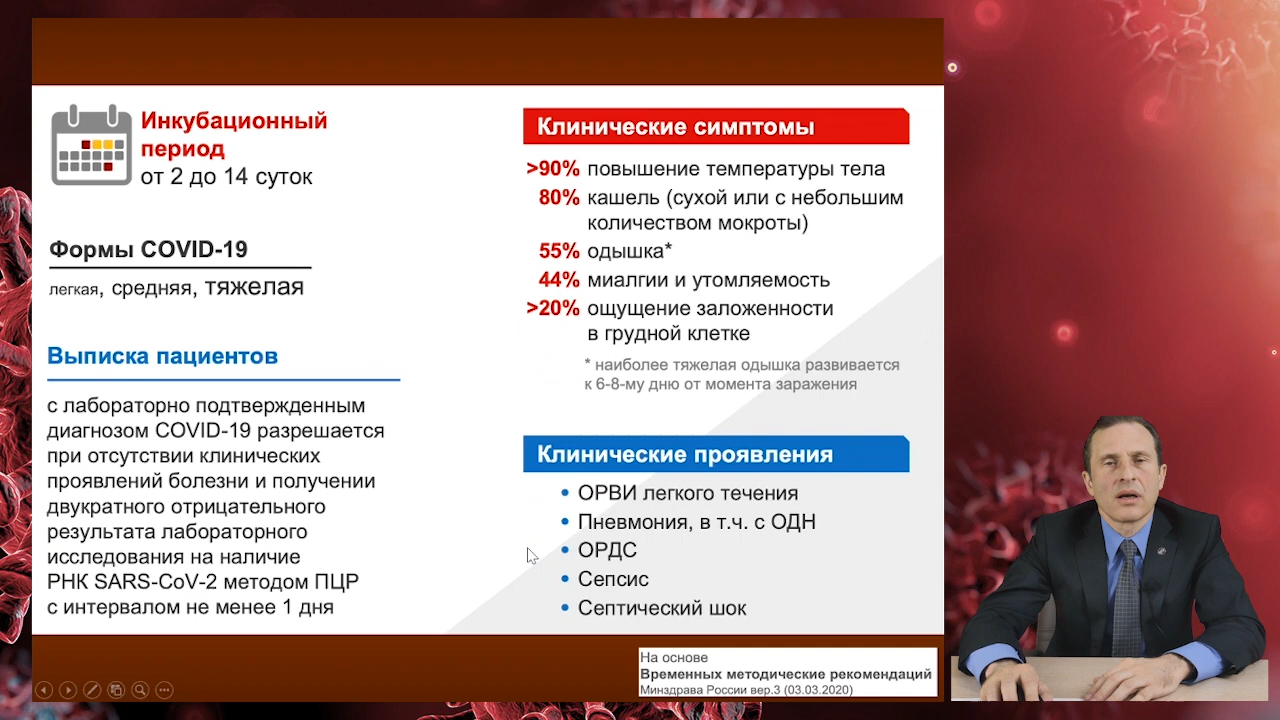 Инкубационный
период
от 2 до 14 суток
Формы COVID-19
легкая, средняя, тяжелая
Выписка пациентов
с лабораторно подтвержденным
диагнозом COVID-19 разрешается
при отсутствии клинических
проявлений болезни и получении
двукратного отрицательного
результата лабораторного
исследования на наличие
РНК SARS-CoV-2 методом ПЦР
с интервалом не менее 1 дня
Клинические симптомы
>90% повышение температуры тела
80% кашель (сухой или с небольшим
количеством мокроты)
55% одышка*
44% миалгии и утомляемость
>20% ощущение заложенности
в грудной клетке
* наиболее тяжелая одышка развивается
к 6-8-му дню от момента заражения
Клинические проявления
• ОРВИ легкого течения
• Пневмония, в т.ч. с ОДН
• ОРДС
• Сепсис
• Септический шок
На основе
Временных методических рекомендаций
Минздрава России вер.3 (03.03.2020)